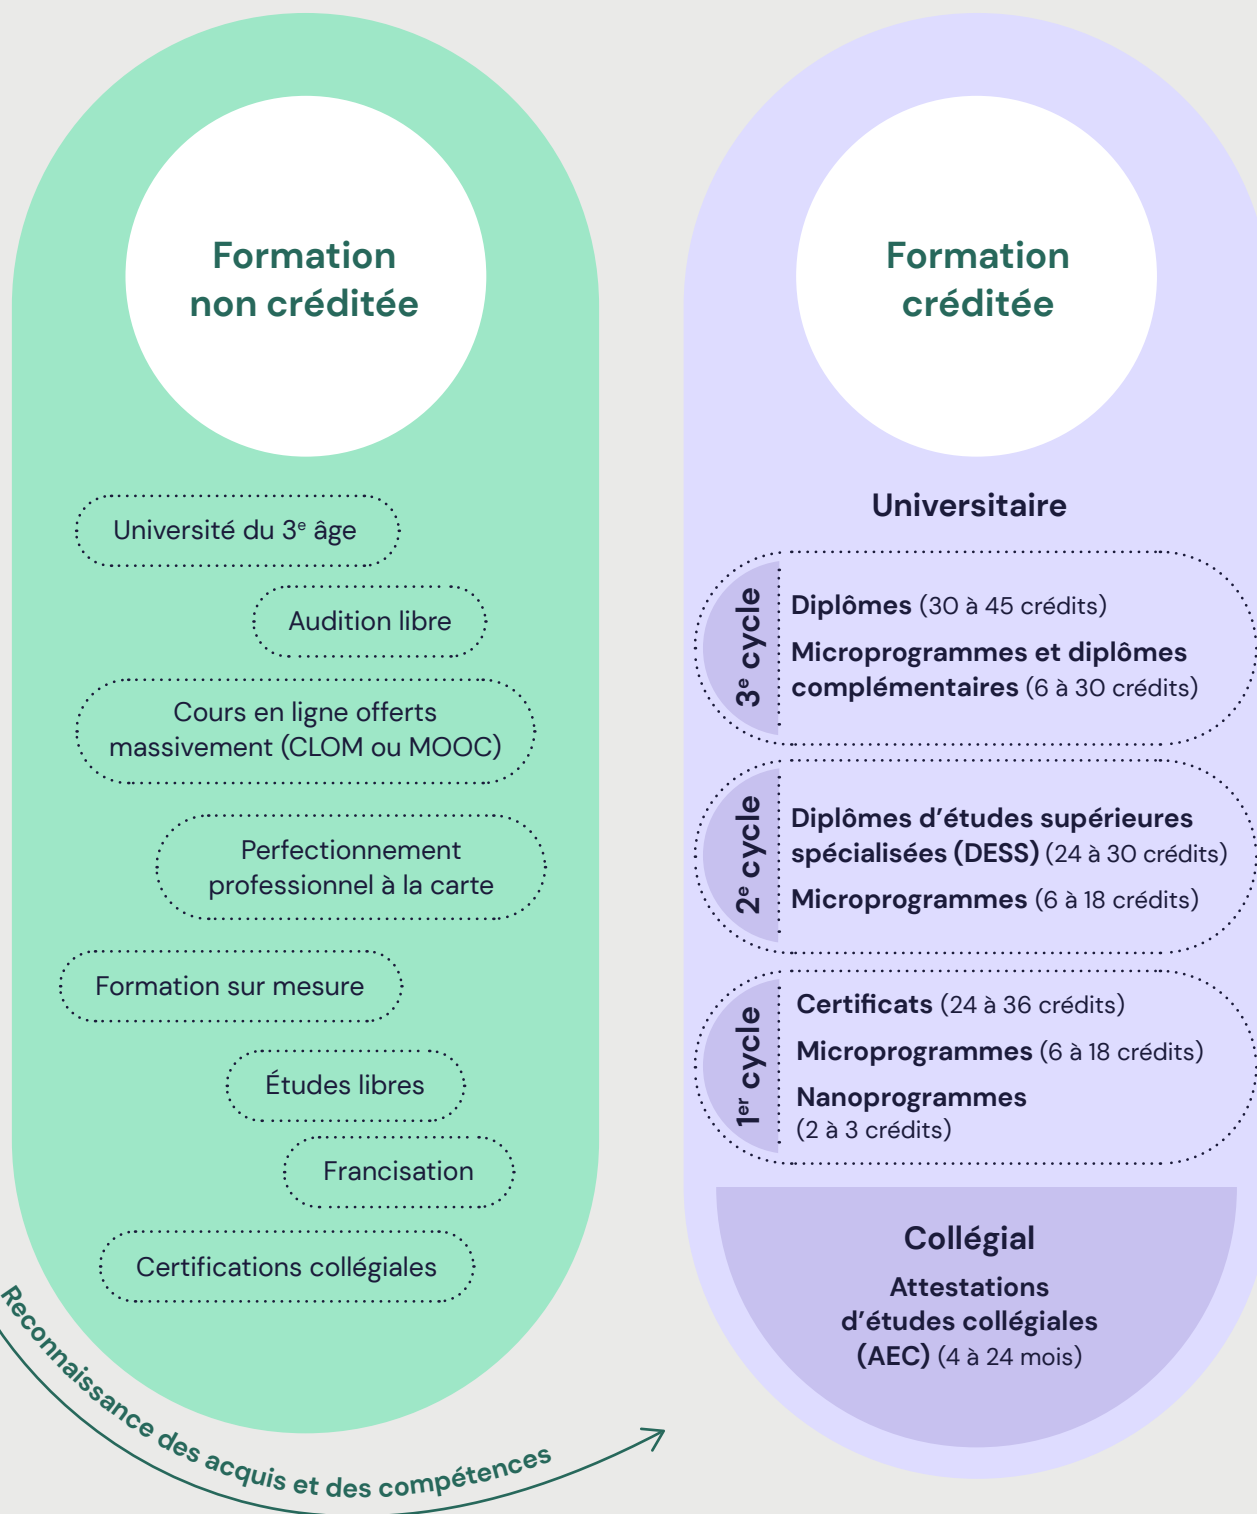 Formation
non créditée
Université du 3ᵉ âge
Audition libre
Cours en ligne offerts
massivement (CLOM ou MOOC)
Perfectionnement
professionnel à la carte
Formation sur mesure
Études libres
Francisation
Certifications collégiales
Reconnaissance des acquis et des compétences
Formation
créditée
Universitaire
3ᵉ cycle
Diplômes (30 à 45 crédits)
Microprogrammes et diplômes
complémentaires (6 à 30 crédits)
2ᵉ cycle
Diplômes d’études supérieures
spécialisées (DESS) (24 à 30 crédits)
Microprogrammes (6 à 18 crédits)
1ᵉʳ cycle
Certificats (24 à 36 crédits)
Microprogrammes (6 à 18 crédits)
Nanoprogrammes
(2 à 3 crédits)
Collégial
Attestations
d’études collégiales
(AEC) (4 à 24 mois)